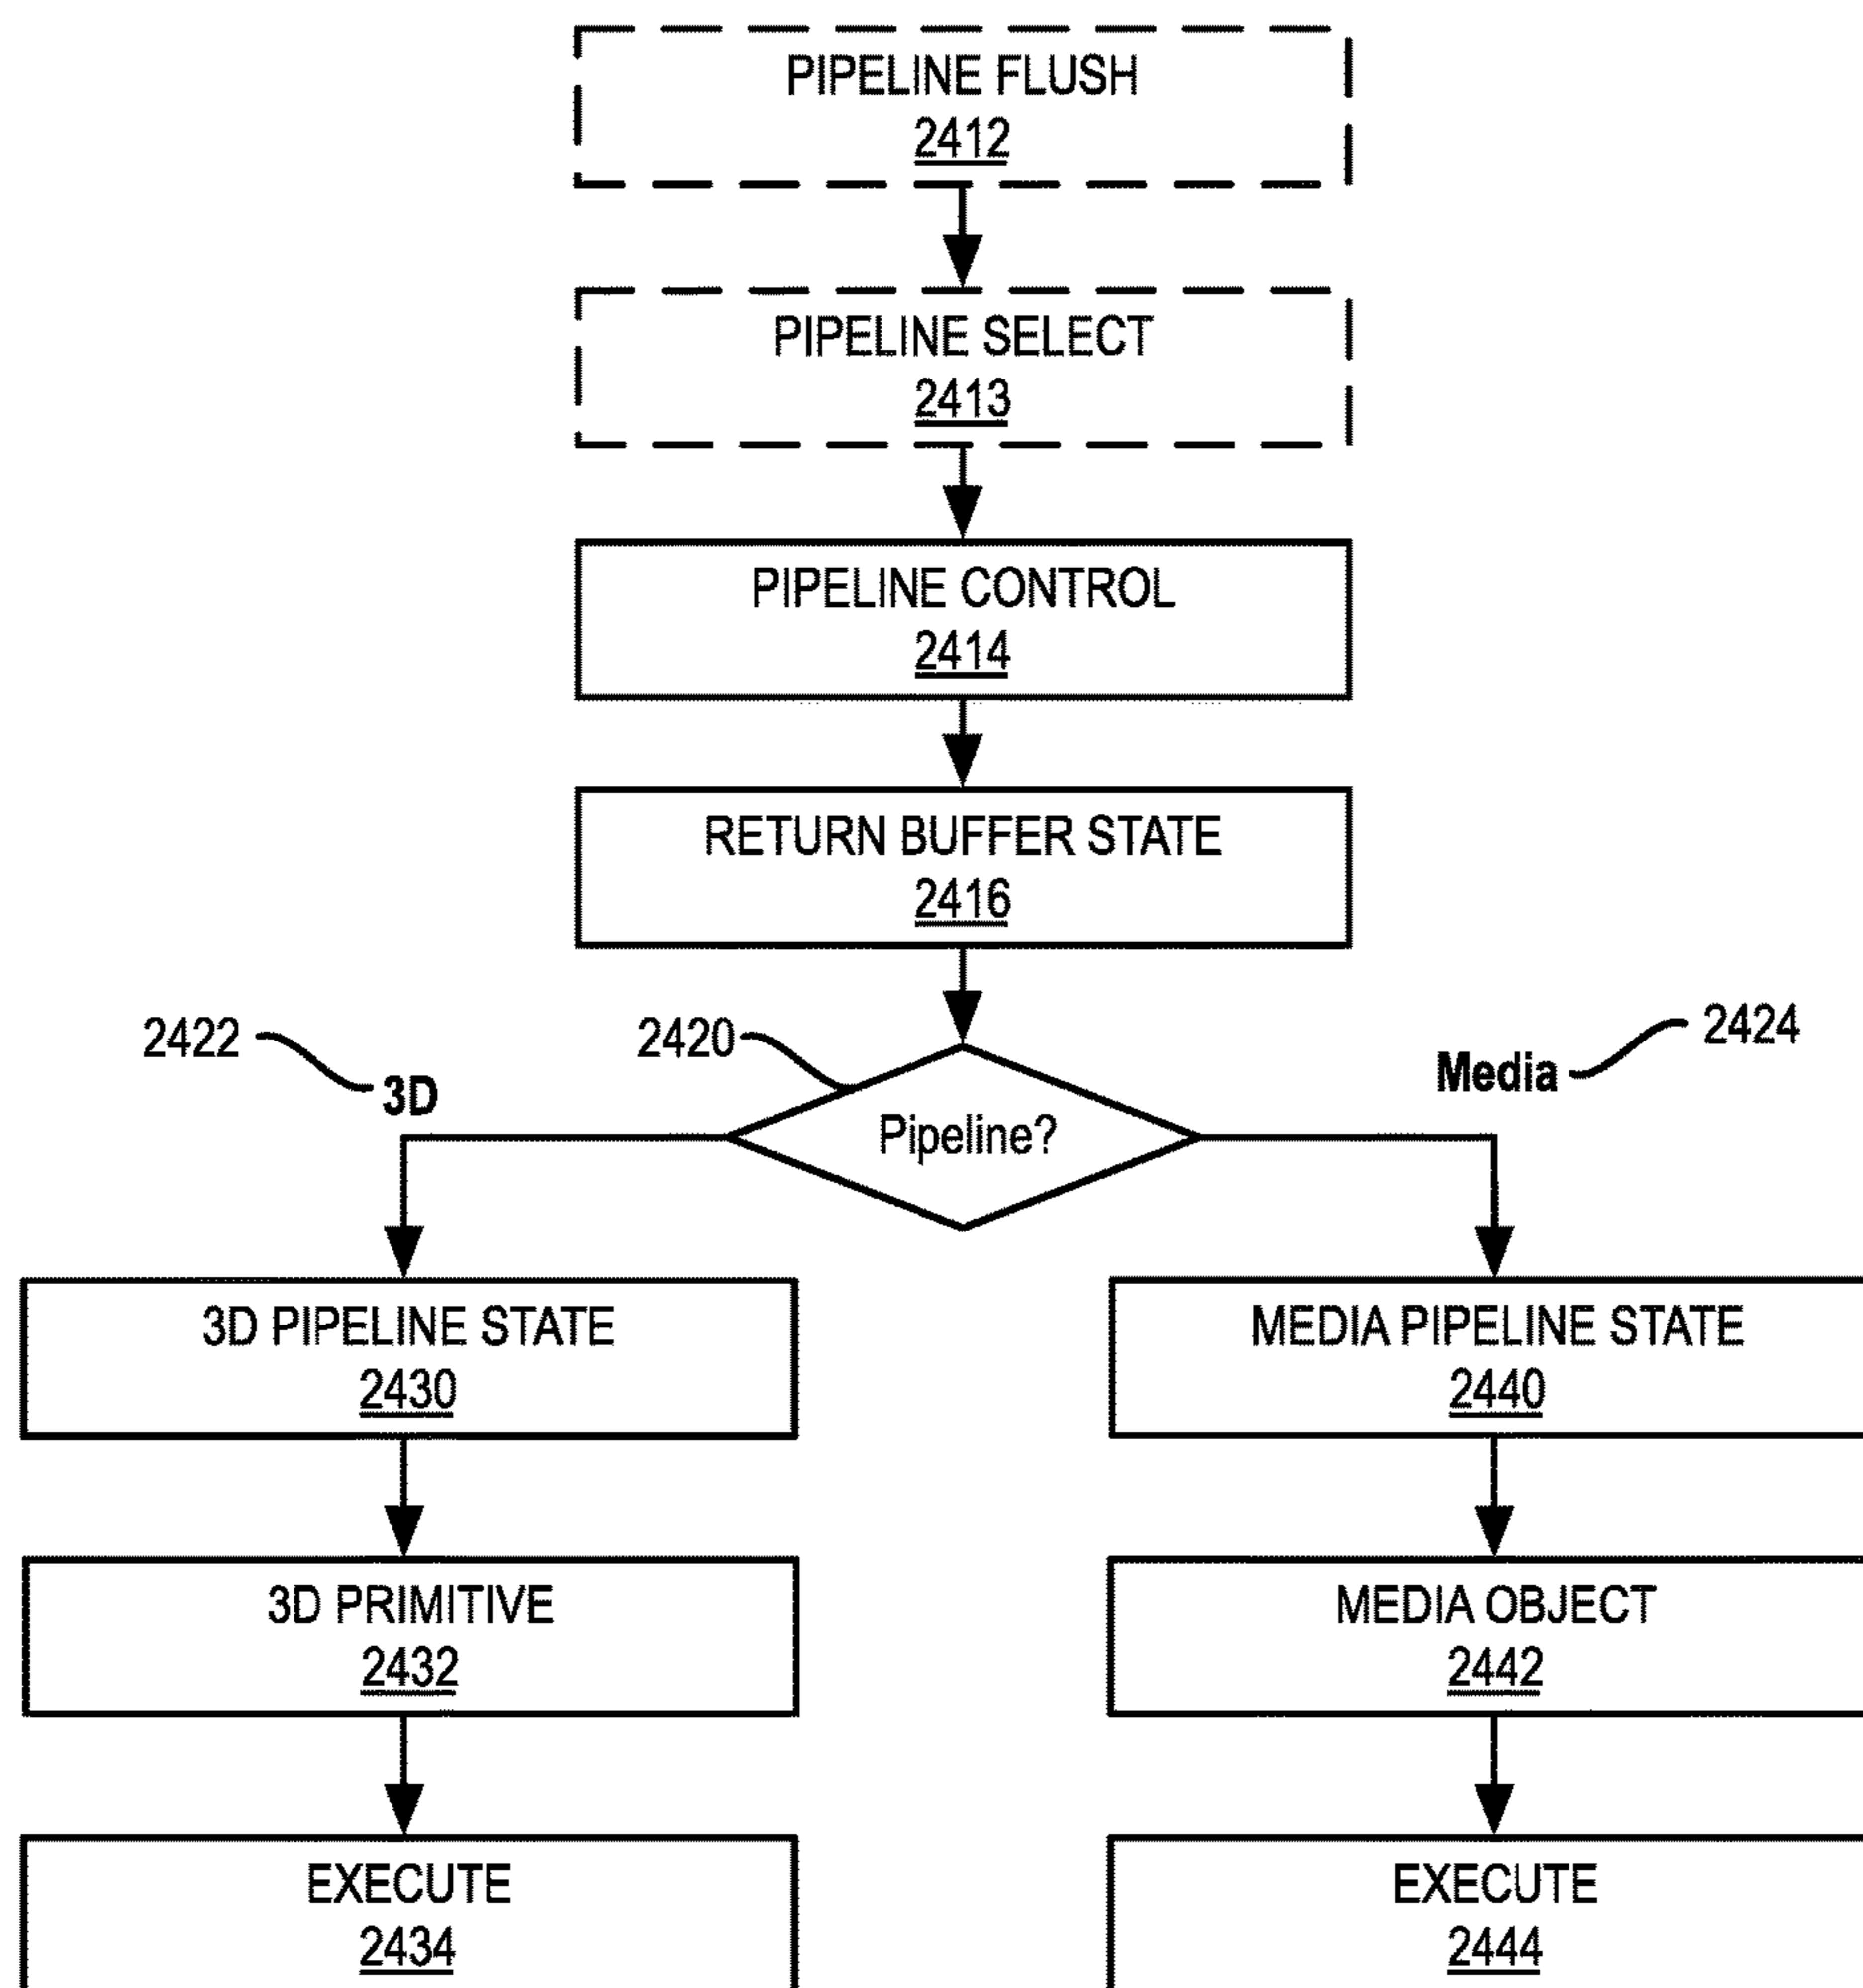 PIPELINE FLUSH
2412
PIPELINE SELECT
2413
PIPELINE CONTROL
2414
RETURN BUFFER STATE
2416
2422
3D
2420
Pipeline?
Media
2424
3D PIPELINE STATE
2430
MEDIA PIPELINE STATE
2440
3D PRIMITIVE
2432
MEDIA OBJECT
2442
EXECUTE
2434
EXECUTE
2444